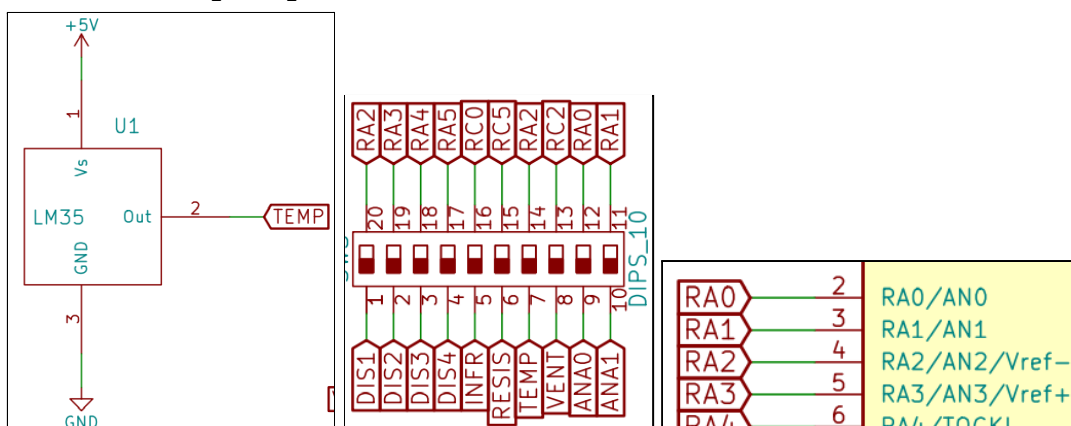 +5V
1
U1
Vs
LM35
Out
2
TEMP
GND
3
GND
RA2 RA3 RA4 RA5 RC0 RC5 RA2 RC2 RA0 RA1
20 19 18 17 16 15 14 13 12 11
DIPS_10
1 2 3 4 5 6 7 8 9 10
DIS1 DIS2 DIS3 DIS4 INFR RESIS TEMP VENT ANA0 ANA1
RA0 2 RA0/AN0
RA1 3 RA1/AN1
RA2 4 RA2/AN2/Vref-
RA3 5 RA3/AN3/Vref+
RA4 6 RA4/T0CKI